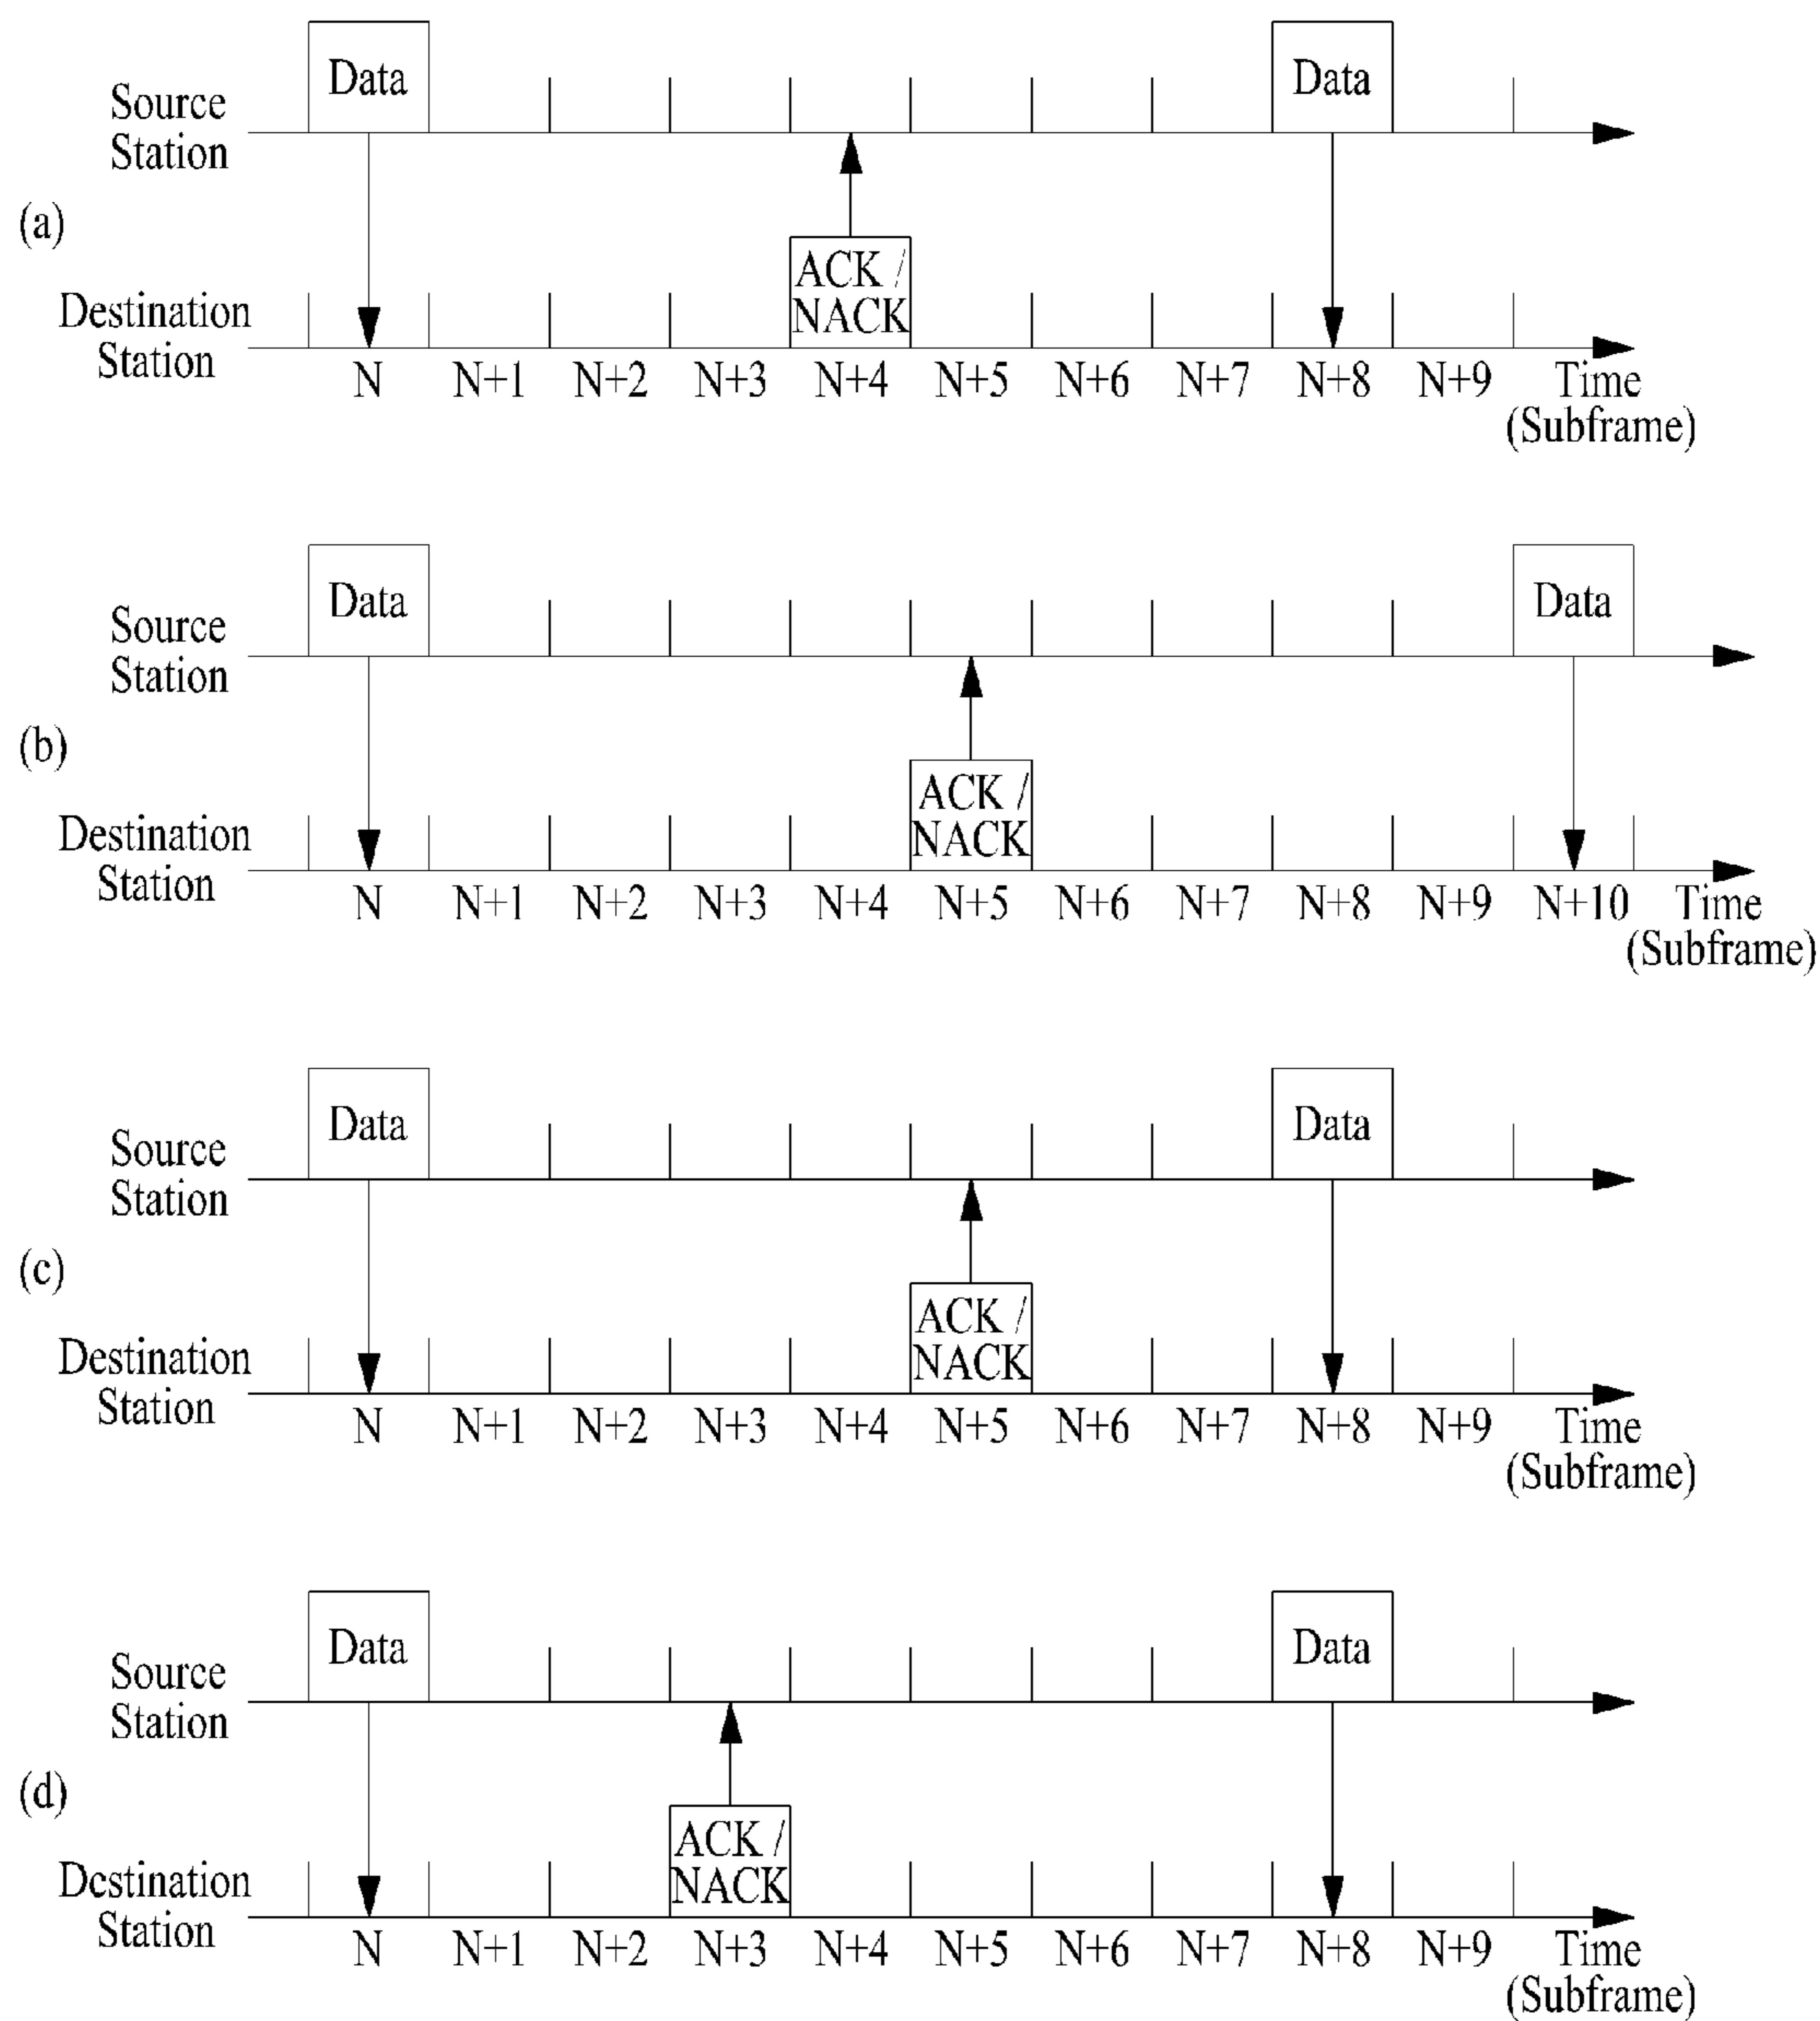 Data
Data
Source
Station
(a)
ACK /
NACK
Destination
Station
N N+1 N+2 N+3 N+4 N+5 N+6 N+7 N+8 N+9 Time
(Subframe)
Data
Data
Source
Station
(b)
ACK /
NACK
Destination
Station
N N+1 N+2 N+3 N+4 N+5 N+6 N+7 N+8 N+9 N+10 Time
(Subframe)
Data
Data
Source
Station
(c)
ACK /
NACK
Destination
Station
N N+1 N+2 N+3 N+4 N+5 N+6 N+7 N+8 N+9 Time
(Subframe)
Data
Data
Source
Station
(d)
ACK /
NACK
Destination
Station
N N+1 N+2 N+3 N+4 N+5 N+6 N+7 N+8 N+9 Time
(Subframe)